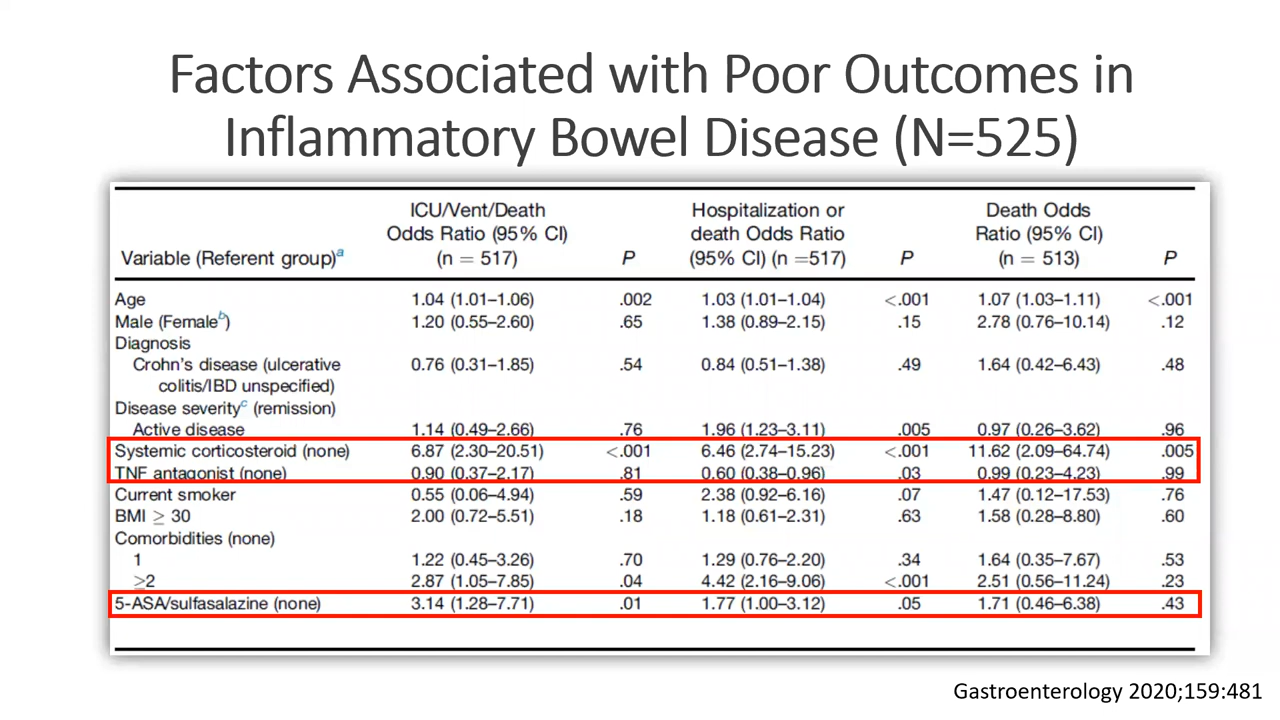 Factors Associated with Poor Outcomes in
Inflammatory Bowel Disease (N=525)
ICU/Vent/Death Hospitalization or Death Odds
Odds Ratio (95% CI) death Odds Ratio Ratio (95% CI)
Variable (Referent group)a (n = 517) P (95% CI) (n =517) P (n = 513) P
Age 1.04 (1.01–1.06) .002 1.03 (1.01–1.04) <.001 1.07 (1.03–1.11) <.001
Male (Femaleb) 1.20 (0.55–2.60) .65 1.38 (0.89–2.15) .15 2.78 (0.76–10.14) .12
Diagnosis
Crohn's disease (ulcerative 0.76 (0.31–1.85) .54 0.84 (0.51–1.38) .49 1.64 (0.42–6.43) .48
colitis/IBD unspecified)
Disease severityc (remission)
Active disease 1.14 (0.49–2.66) .76 1.96 (1.23–3.11) .005 0.97 (0.26–3.62) .96
Systemic corticosteroid (none) 6.87 (2.30–20.51) <.001 6.46 (2.74–15.23) <.001 11.62 (2.09–64.74) .005
TNF antagonist (none) 0.90 (0.37–2.17) .81 0.60 (0.38–0.96) .03 0.99 (0.23–4.23) .99
Current smoker 0.55 (0.06–4.94) .59 2.38 (0.92–6.16) .07 1.47 (0.12–17.53) .76
BMI ≥ 30 2.00 (0.72–5.51) .18 1.18 (0.61–2.31) .63 1.58 (0.28–8.80) .60
Comorbidities (none)
1 1.22 (0.45–3.26) .70 1.29 (0.76–2.20) .34 1.64 (0.35–7.67) .53
≥2 2.87 (1.05–7.85) .04 4.42 (2.16–9.06) <.001 2.51 (0.56–11.24) .23
5-ASA/sulfasalazine (none) 3.14 (1.28–7.71) .01 1.77 (1.00–3.12) .05 1.71 (0.46–6.38) .43
Gastroenterology 2020;159:481